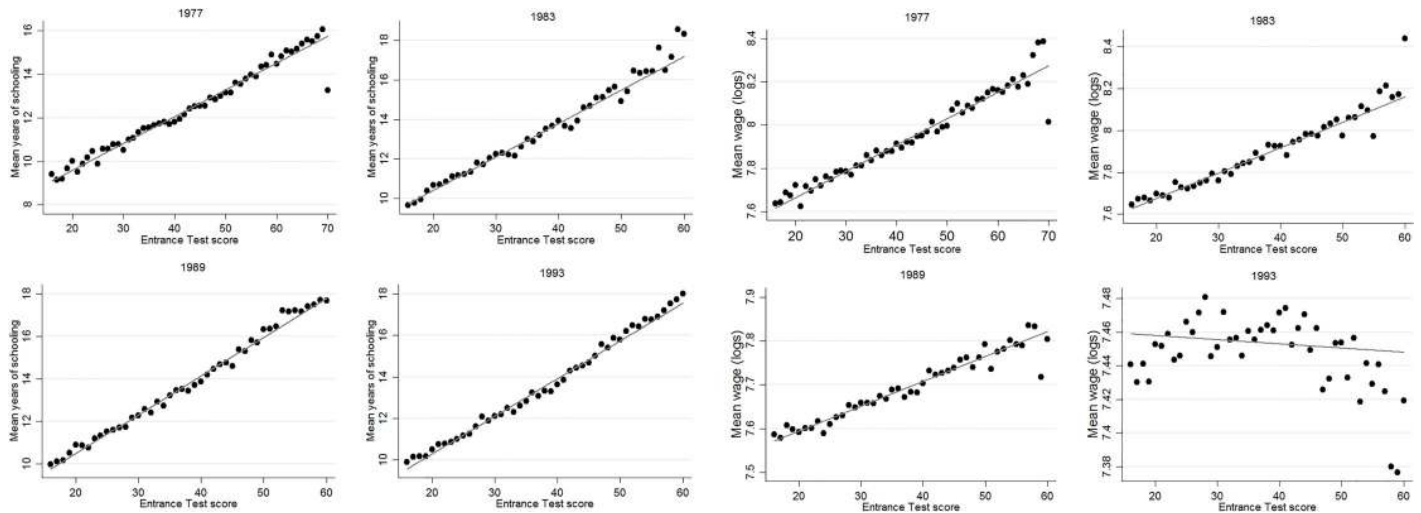 1977
Mean years of schooling
16
14
12
10
8
20 30 40 50 60 70
Entrance Test score
1983
Mean years of schooling
18
16
14
12
10
20 30 40 50 60
Entrance Test score
1977
Mean wage (logs)
8.4
8.2
8
7.8
7.6
20 30 40 50 60 70
Entrance Test score
1983
Mean wage (logs)
8.4
8.2
8
7.8
7.6
20 30 40 50 60
Entrance Test score
1989
Mean years of schooling
18
16
14
12
10
20 30 40 50 60
Entrance Test score
1993
Mean years of schooling
18
16
14
12
10
20 30 40 50 60
Entrance Test score
1989
Mean wage (logs)
7.9
7.8
7.7
7.6
7.5
20 30 40 50 60
Entrance Test score
1993
Mean wage (logs)
7.48
7.46
7.44
7.42
7.4
7.38
20 30 40 50 60
Entrance Test score